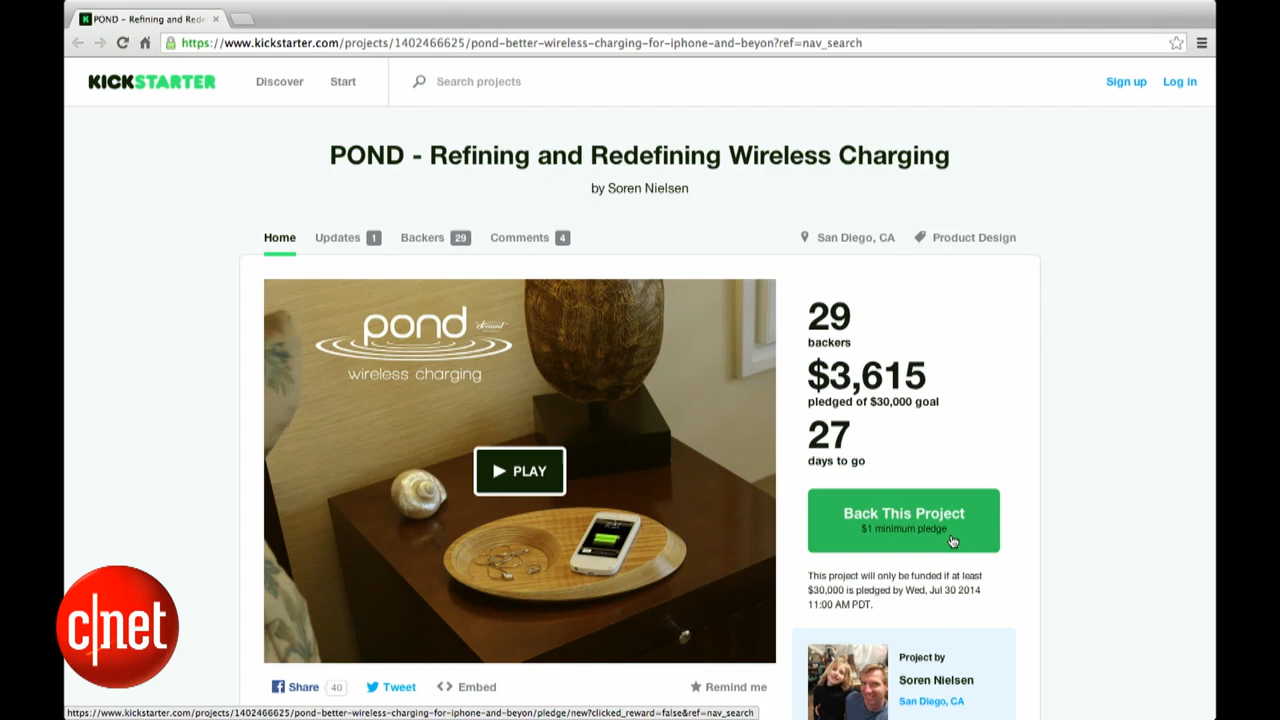 POND – Refining and Rede
https://www.kickstarter.com/projects/1402466625/pond-better-wireless-charging-for-iphone-and-beyon?ref=nav_search
KICKSTARTER
Discover
Start
Search projects
Sign up
Log in
POND - Refining and Redefining Wireless Charging
by Soren Nielsen
Home
Updates 1
Backers 29
Comments 4
San Diego, CA
Product Design
pond
wireless charging
PLAY
29
backers
$3,615
pledged of $30,000 goal
27
days to go
Back This Project
$1 minimum pledge
This project will only be funded if at least
$30,000 is pledged by Wed, Jul 30 2014
11:00 AM PDT.
Project by
Soren Nielsen
San Diego, CA
c|net
Share 40
Tweet
Embed
Remind me
https://www.kickstarter.com/projects/1402466625/pond-better-wireless-charging-for-iphone-and-beyon/pledge/new?clicked_reward=false&ref=nav_search